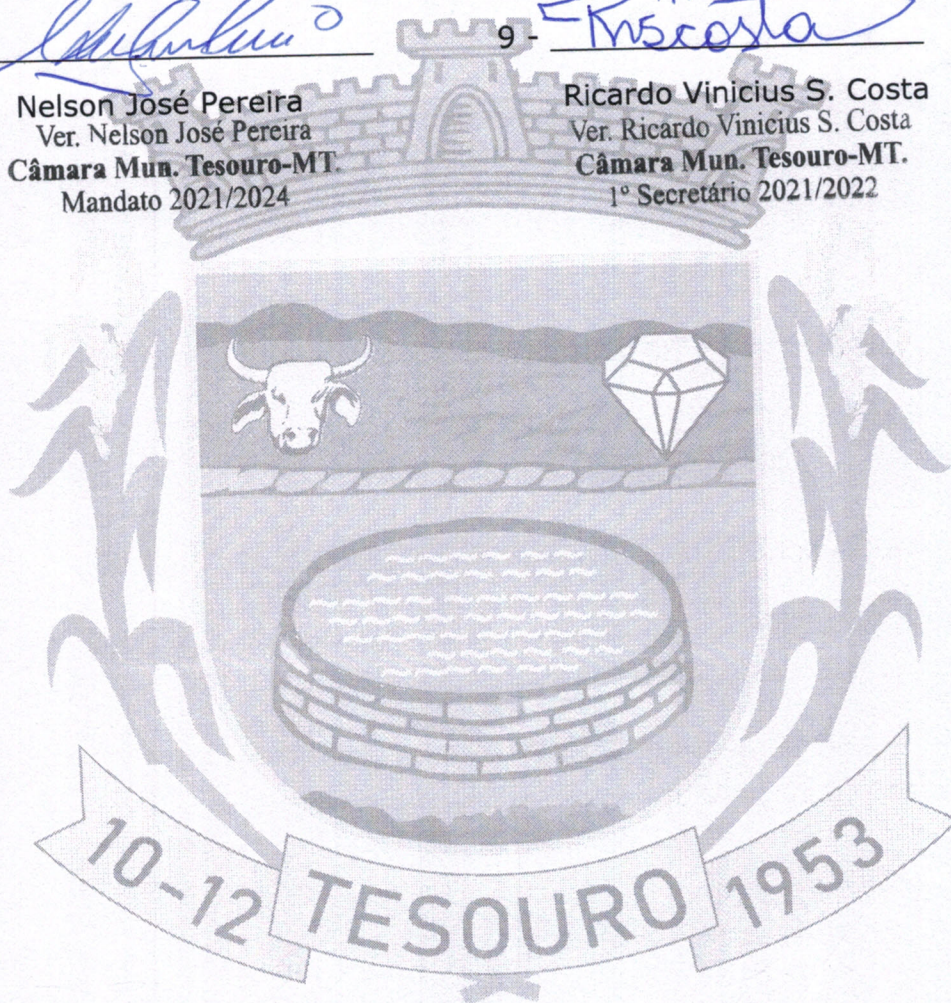 9 - Rvscosta
Nelson José Pereira
Ver. Nelson José Pereira
Câmara Mun. Tesouro-MT.
Mandato 2021/2024
Ricardo Vinicius S. Costa
Ver. Ricardo Vinicius S. Costa
Câmara Mun. Tesouro-MT.
1º Secretário 2021/2022
10-12 TESOURO 1953